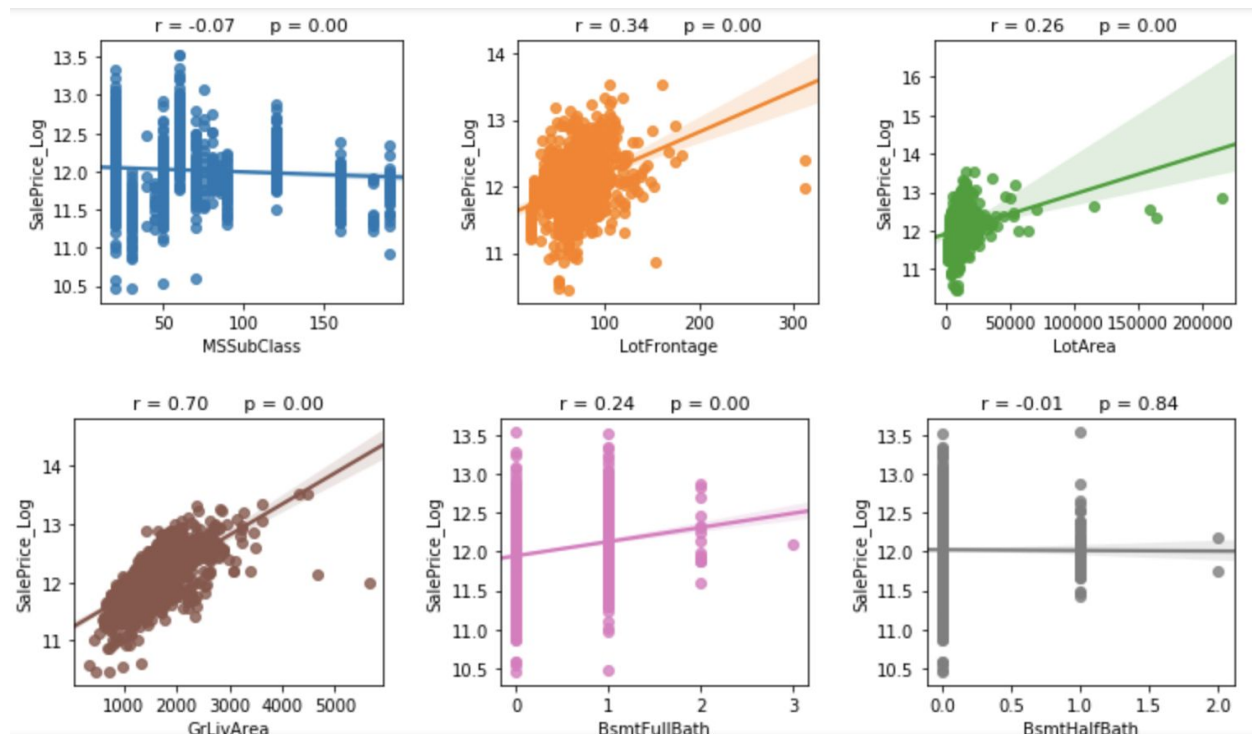 r = -0.07 p = 0.00
13.5
13.0
12.5
12.0
11.5
11.0
10.5
SalePrice_Log
50 100 150
MSSubClass
r = 0.34 p = 0.00
14
13
12
11
SalePrice_Log
100 200 300
LotFrontage
r = 0.26 p = 0.00
16
15
14
13
12
11
SalePrice_Log
0 50000 100000 150000 200000
LotArea
r = 0.70 p = 0.00
14
13
12
11
SalePrice_Log
1000 2000 3000 4000 5000
GrLivArea
r = 0.24 p = 0.00
13.5
13.0
12.5
12.0
11.5
11.0
10.5
SalePrice_Log
0 1 2 3
BsmtFullBath
r = -0.01 p = 0.84
13.5
13.0
12.5
12.0
11.5
11.0
10.5
SalePrice_Log
0.0 0.5 1.0 1.5 2.0
BsmtHalfBath